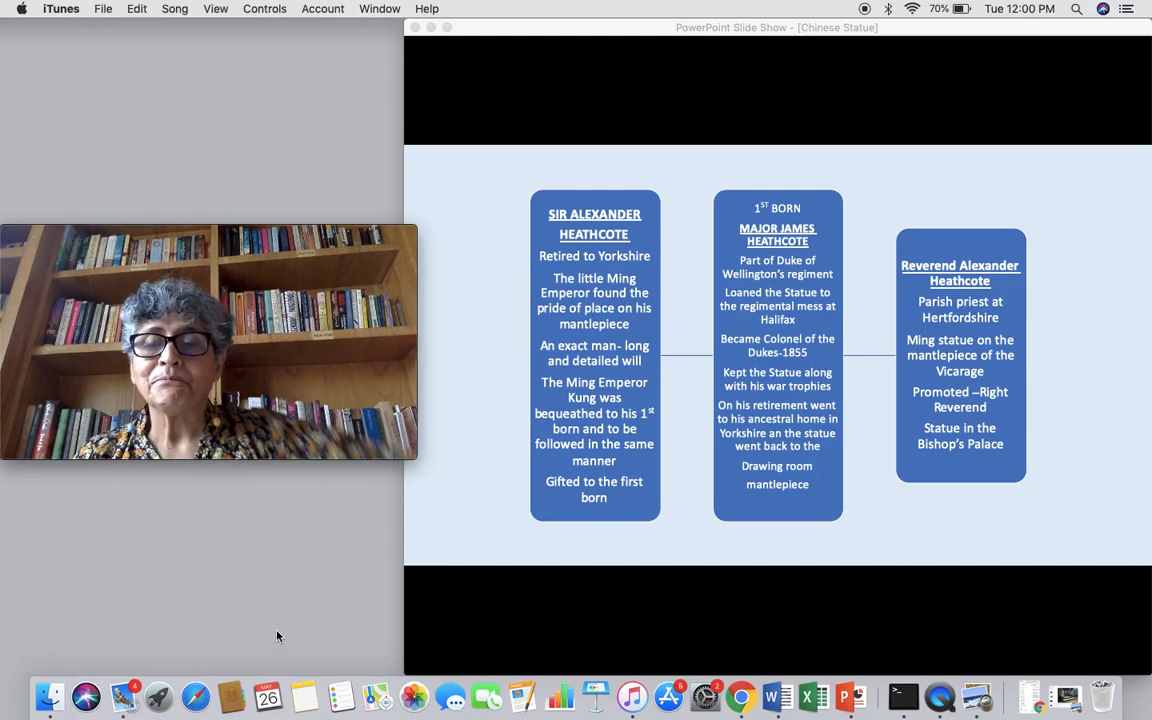 iTunes File Edit Song View Controls Account Window Help 70% Tue 12:00 PM
PowerPoint Slide Show - [Chinese Statue]
SIR ALEXANDER
HEATHCOTE
Retired to Yorkshire
The little Ming
Emperor found the
pride of place on his
mantlepiece
An exact man- long
and detailed will
The Ming Emperor
Kung was
bequeathed to his 1st
born and to be
followed in the same
manner
Gifted to the first
born
1ST BORN
MAJOR JAMES
HEATHCOTE
Part of Duke of
Wellington's regiment
Loaned the Statue to
the regimental mess at
Halifax
Became Colonel of the
Dukes-1855
Kept the Statue along
with his war trophies
On his retirement went
to his ancestral home in
Yorkshire an the statue
went back to the
Drawing room
mantlepiece
Reverend Alexander
Heathcote
Parish priest at
Hertfordshire
Ming statue on the
mantlepiece of the
Vicarage
Promoted –Right
Reverend
Statue in the
Bishop's Palace
4
MAY
26
5
2